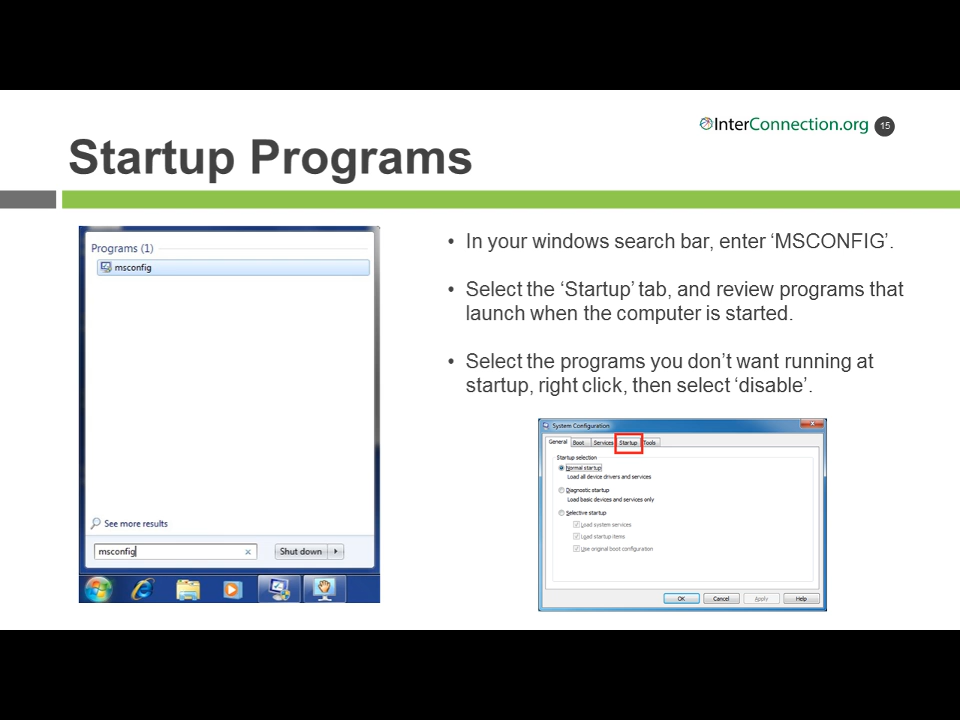 InterConnection.org 15
Startup Programs
Programs (1)
msconfig
See more results
msconfig
Shut down
• In your windows search bar, enter ‘MSCONFIG’.
• Select the ‘Startup’ tab, and review programs that
launch when the computer is started.
• Select the programs you don’t want running at
startup, right click, then select ‘disable’.
System Configuration
General Boot Services Startup Tools
Startup selection
Normal startup
Load all device drivers and services
Diagnostic startup
Load basic devices and services only
Selective startup
Load system services
Load startup items
Use original boot configuration
OK Cancel Apply Help